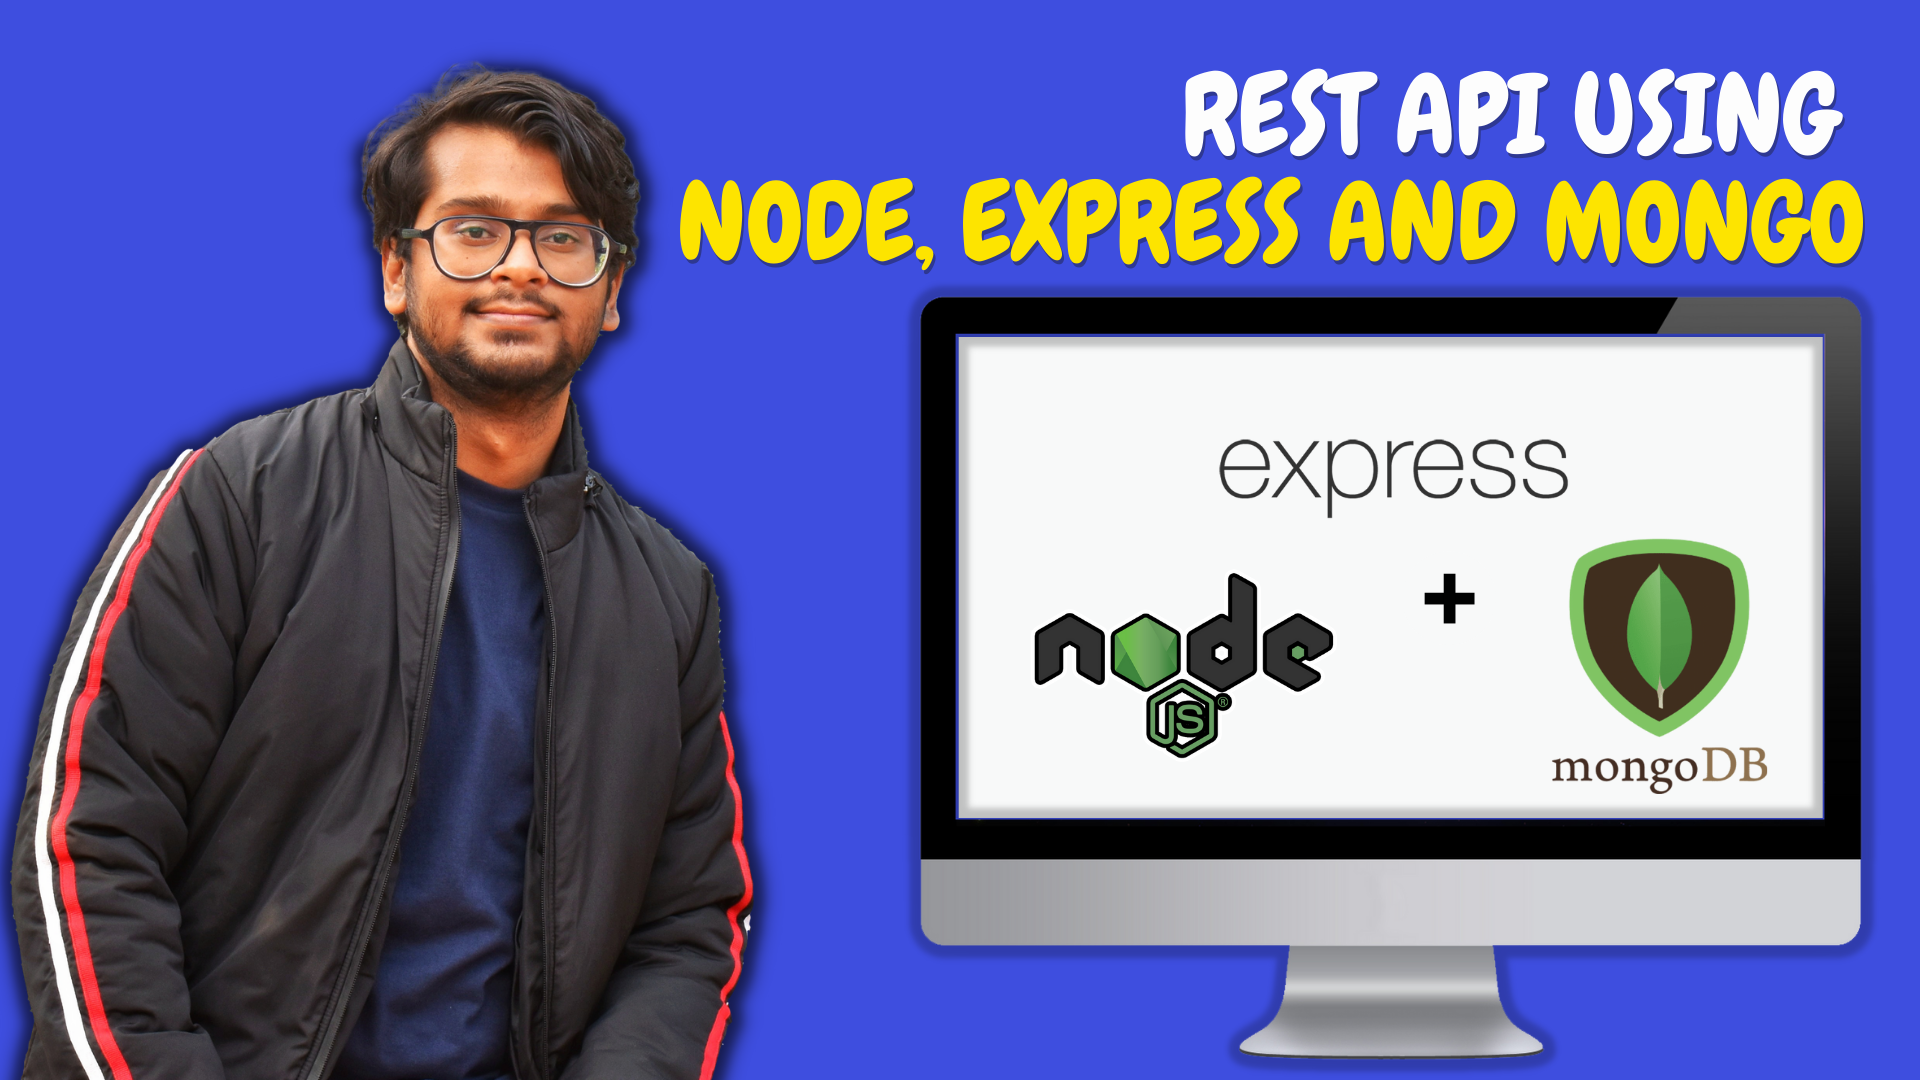 REST API USING
NODE, EXPRESS AND MONGO
express
+
node
JS®
mongoDB